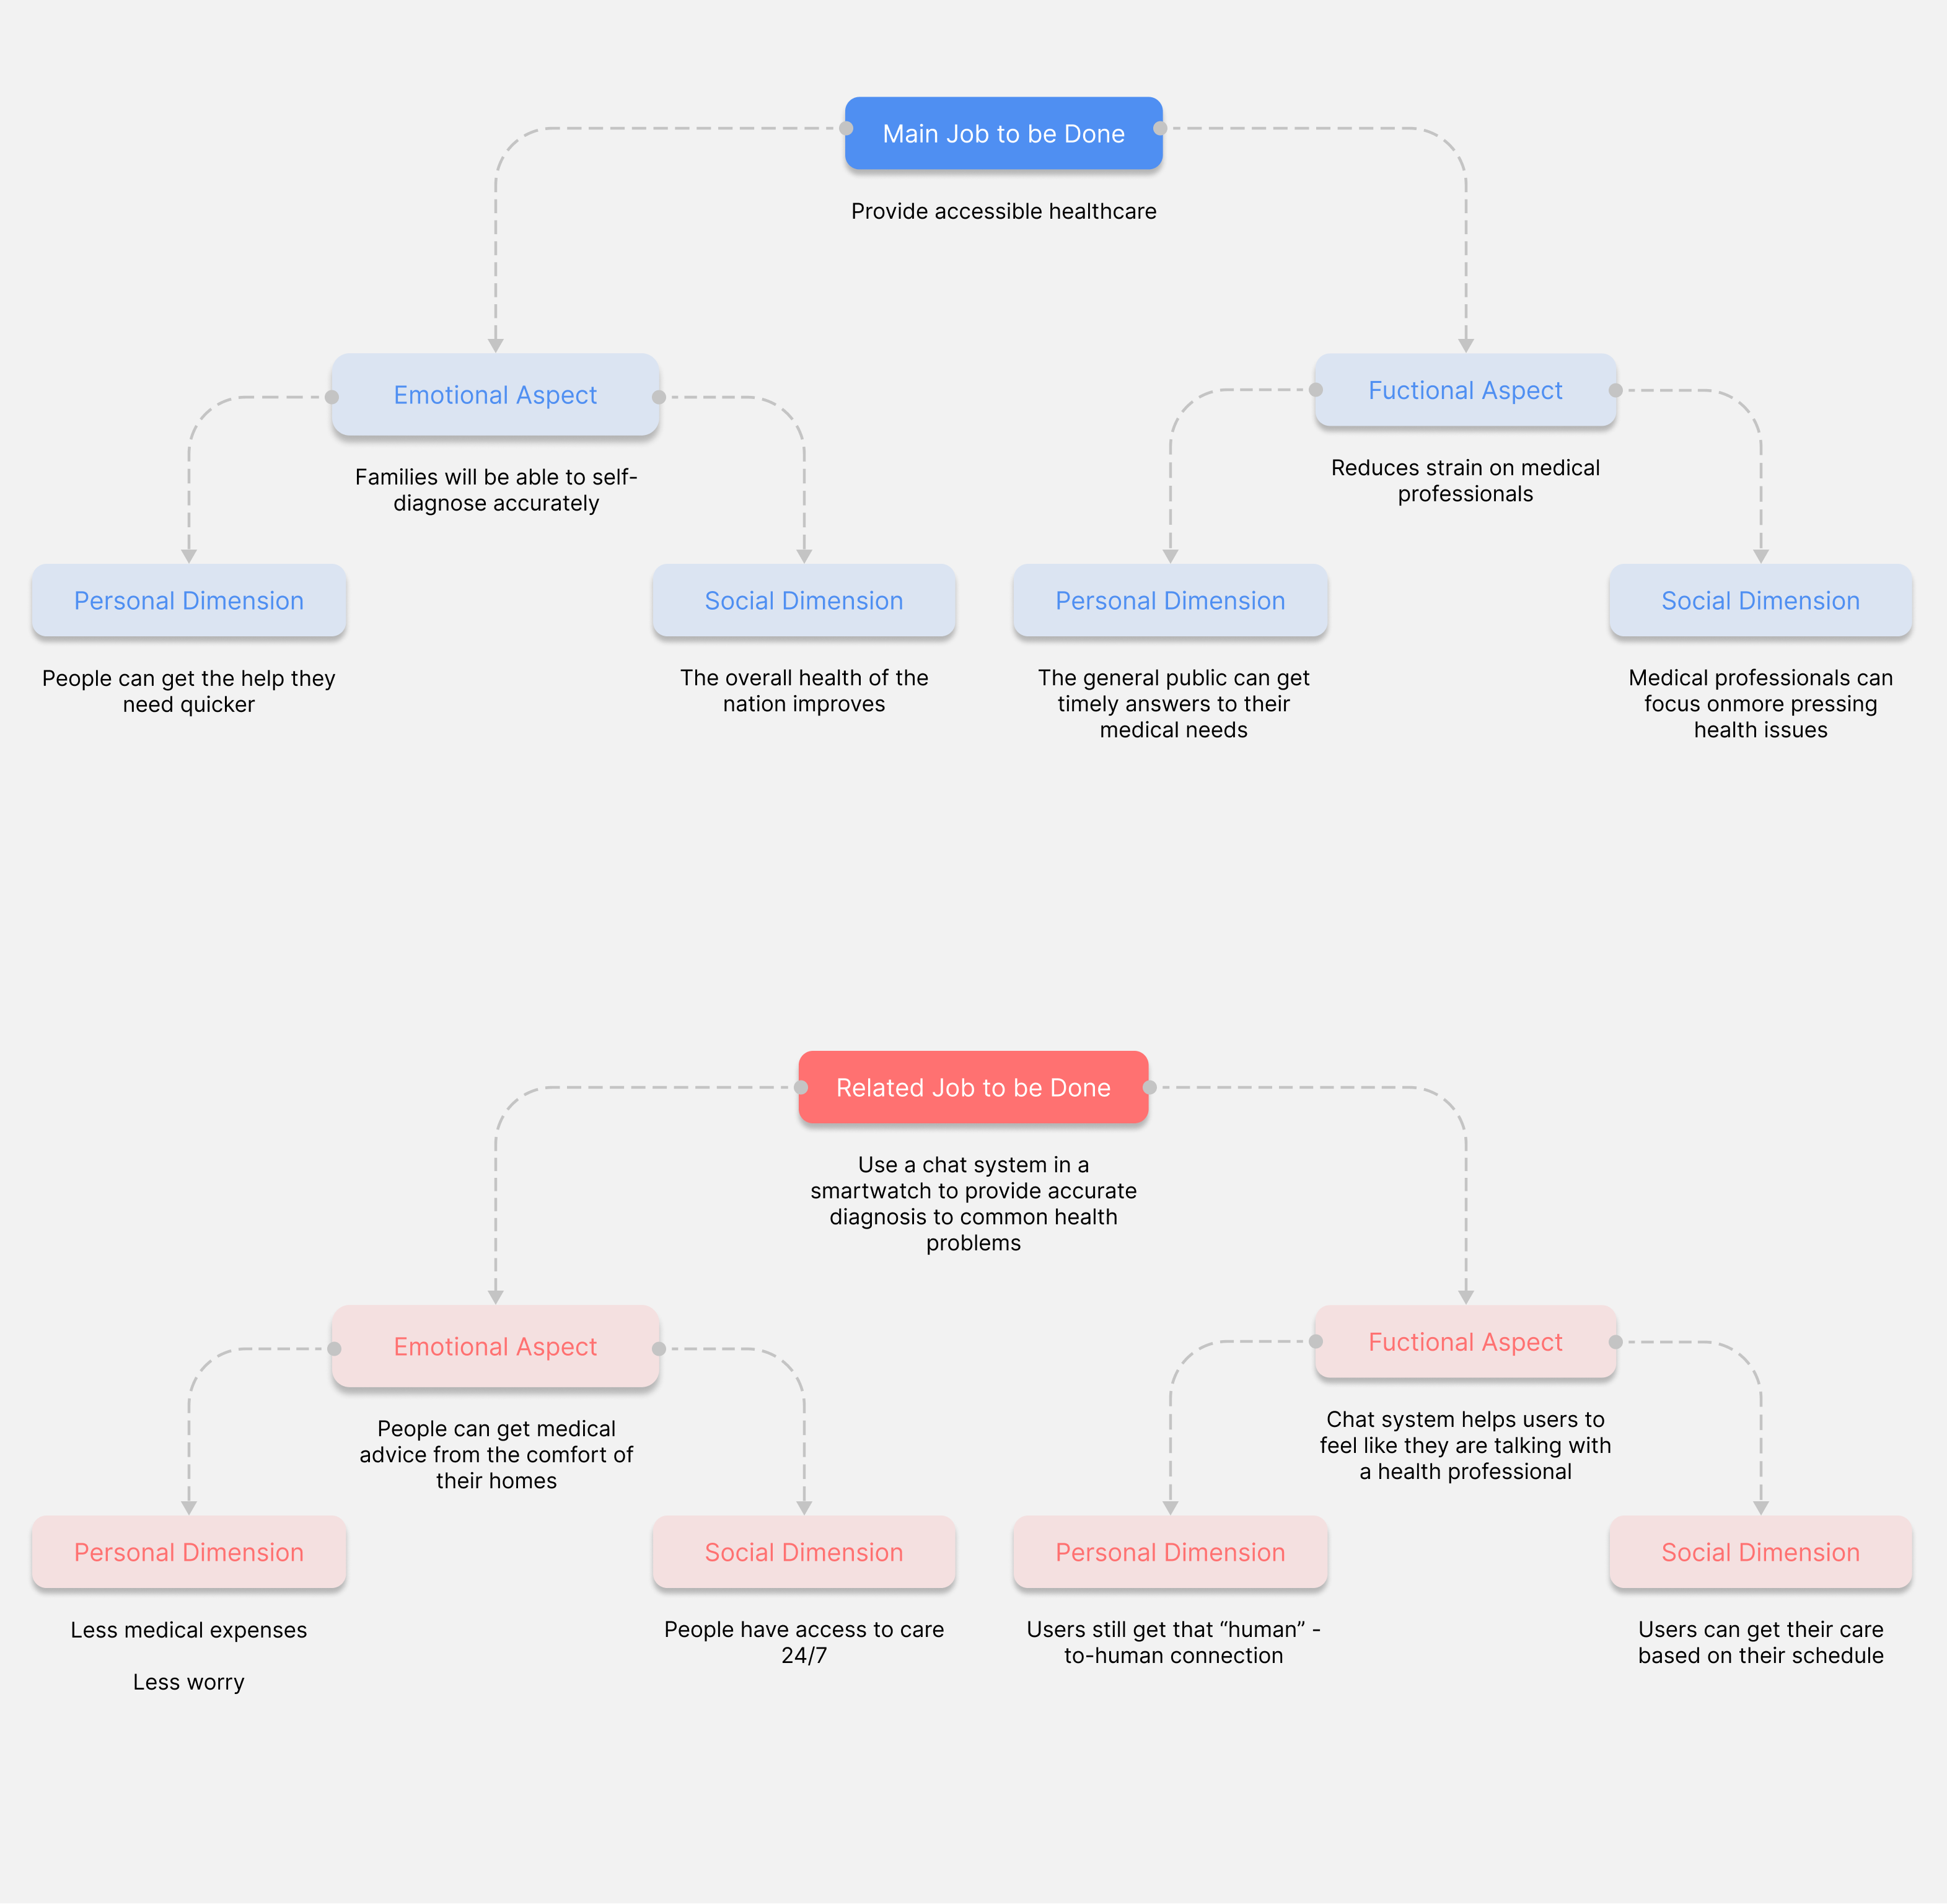 Main Job to be Done
Provide accessible healthcare
Emotional Aspect
Families will be able to self-
diagnose accurately
Fuctional Aspect
Reduces strain on medical
professionals
Personal Dimension
People can get the help they
need quicker
Social Dimension
The overall health of the
nation improves
Personal Dimension
The general public can get
timely answers to their
medical needs
Social Dimension
Medical professionals can
focus onmore pressing
health issues
Related Job to be Done
Use a chat system in a
smartwatch to provide accurate
diagnosis to common health
problems
Emotional Aspect
People can get medical
advice from the comfort of
their homes
Fuctional Aspect
Chat system helps users to
feel like they are talking with
a health professional
Personal Dimension
Less medical expenses
Less worry
Social Dimension
People have access to care
24/7
Personal Dimension
Users still get that “human” -
to-human connection
Social Dimension
Users can get their care
based on their schedule